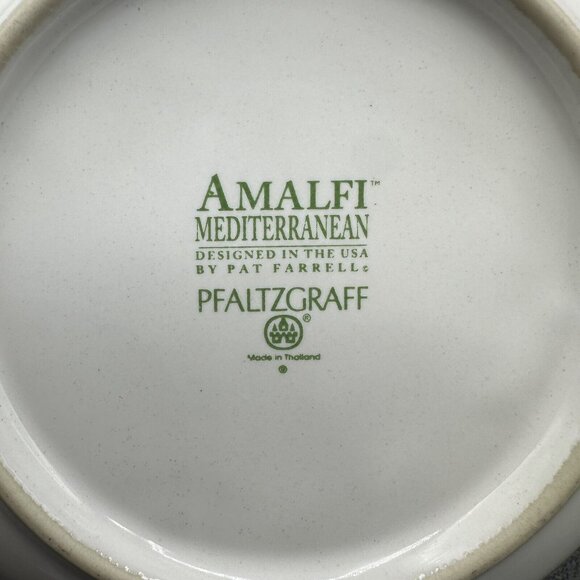 AMALFI™
MEDITERRANEAN
DESIGNED IN THE USA
BY PAT FARRELL©
PFALTZGRAFF
®
Made in Thailand